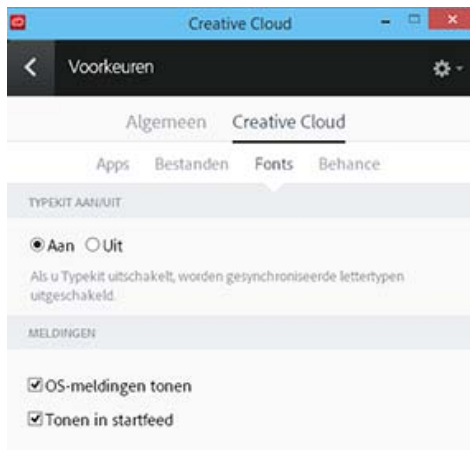 Creative Cloud
Voorkeuren
Algemeen Creative Cloud
Apps Bestanden Fonts Behance
TYPEKIT AAN/UIT
Aan Uit
Als u Typekit uitschakelt, worden gesynchroniseerde lettertypen
uitgeschakeld.
MELDINGEN
OS-meldingen tonen
Tonen in startfeed